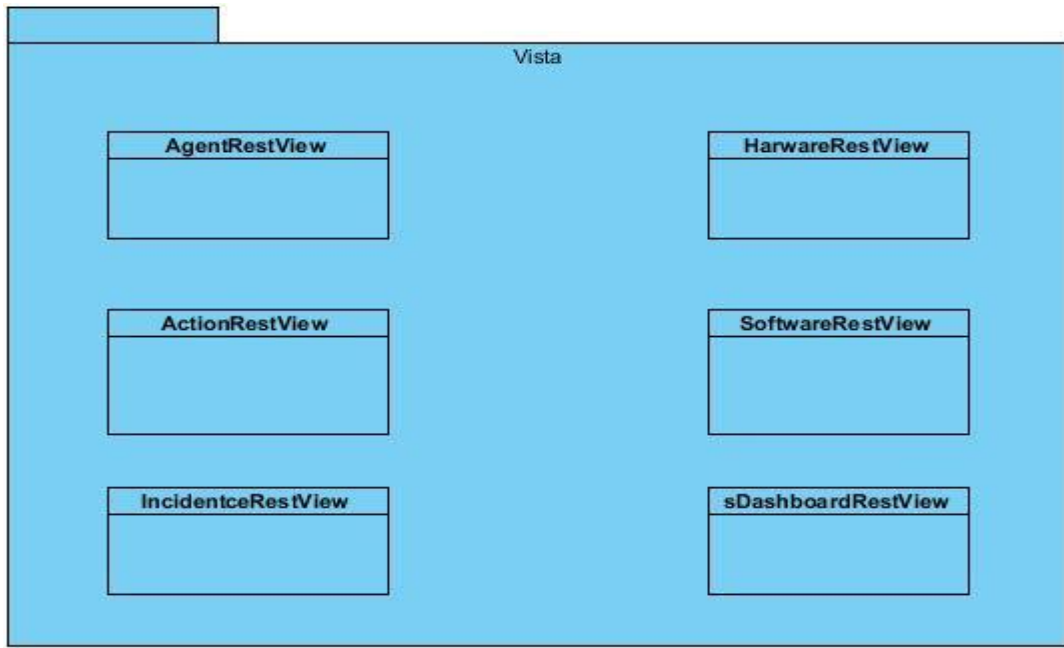 Vista
AgentRestView
HarwareRestView
ActionRestView
SoftwareRestView
IncidentceRestView
sDashboardRestView